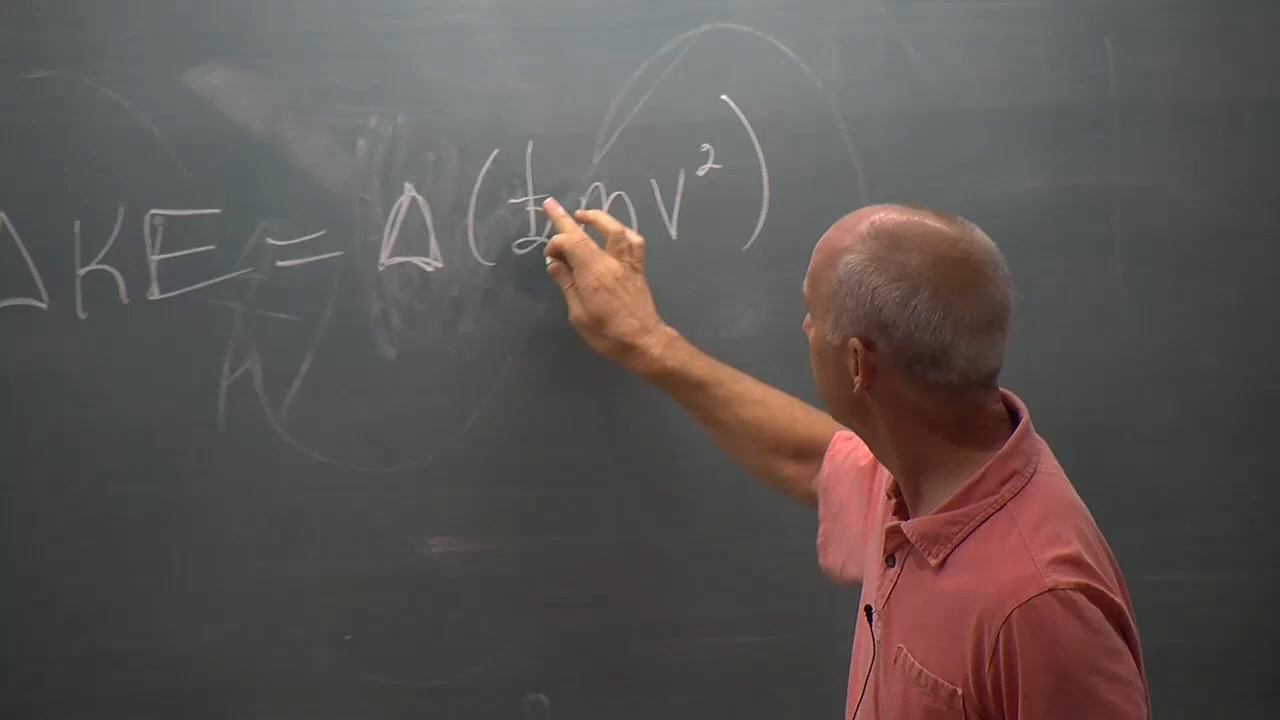 ΔKE = Δ(½mv²)